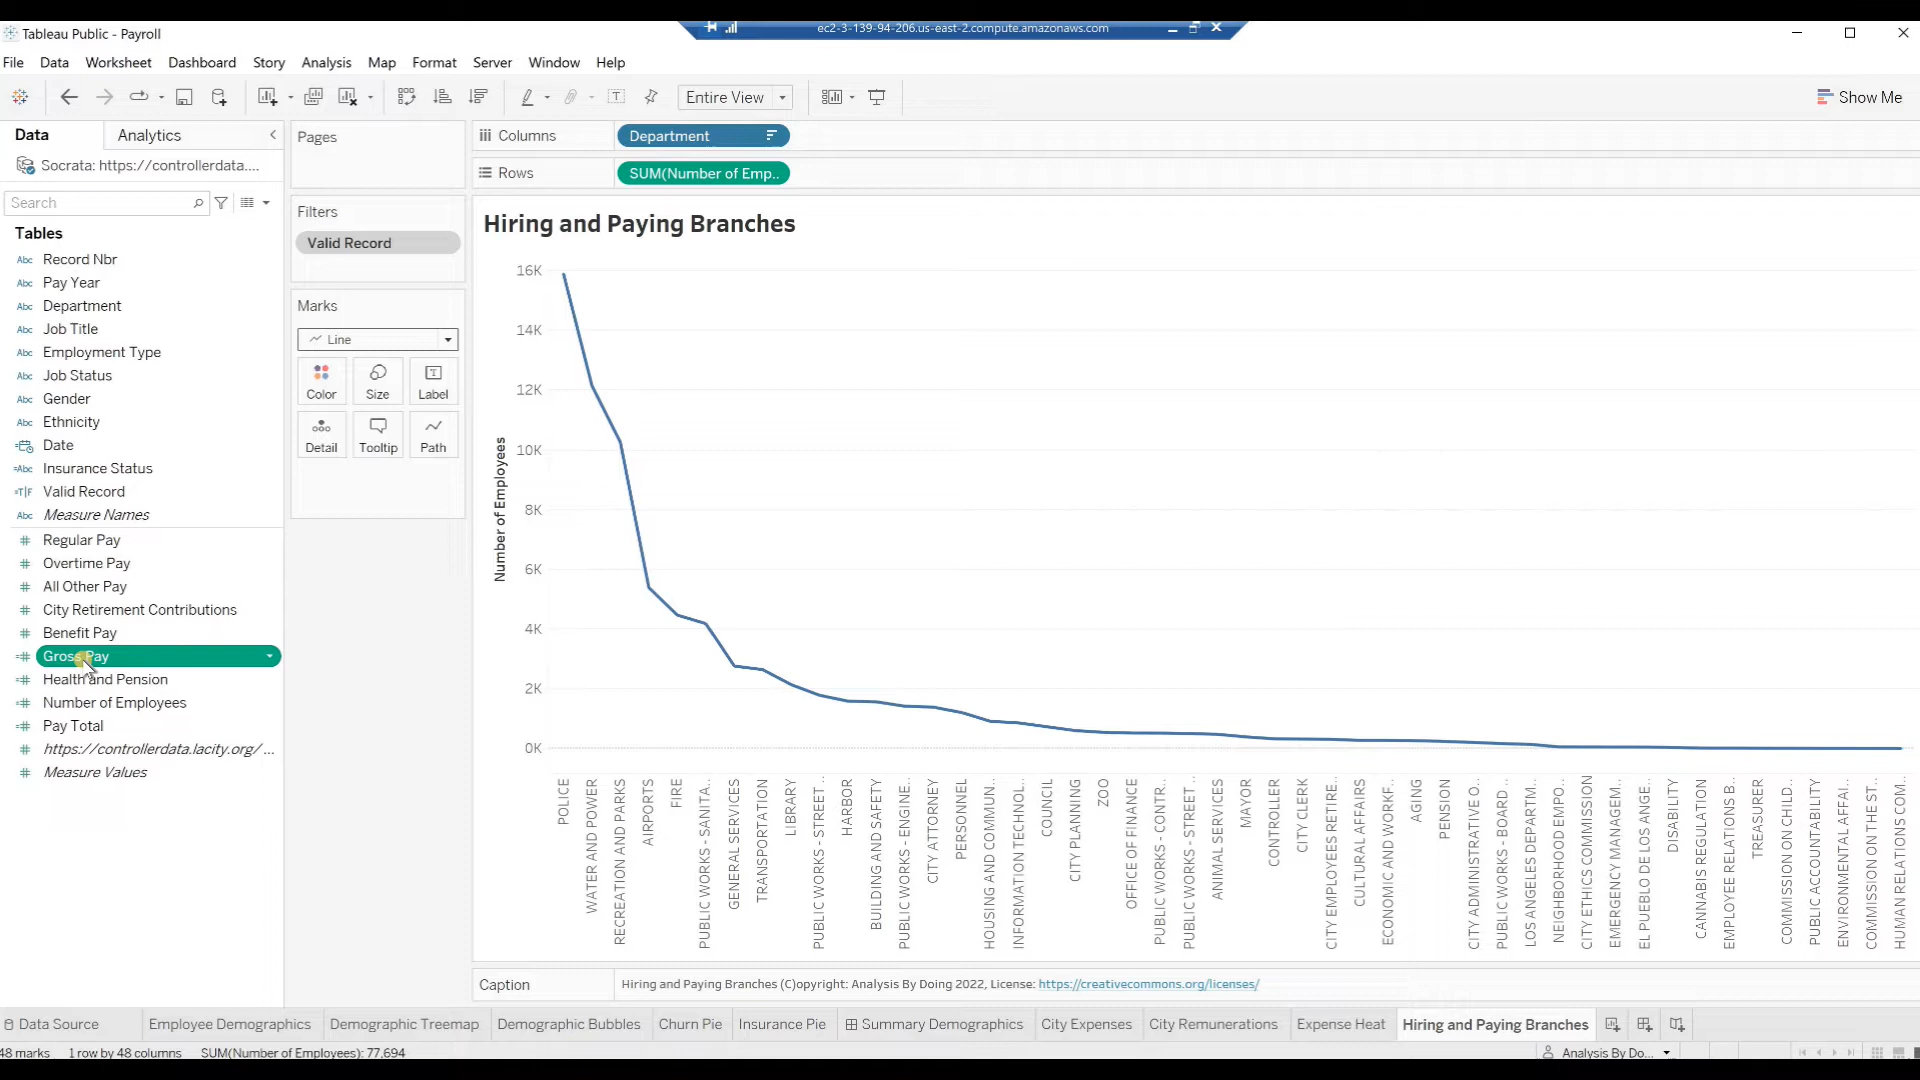 Tableau Public - Payroll
ec2-3-139-94-206.us-east-2.compute.amazonaws.com
File Data Worksheet Dashboard Story Analysis Map Format Server Window Help
Entire View
Show Me
Data
Analytics
Socrata: https://controllerdata....
Search
Tables
Abc Record Nbr
Abc Pay Year
Abc Department
Abc Job Title
Abc Employment Type
Abc Job Status
Abc Gender
Abc Ethnicity
Date
=Abc Insurance Status
=T|F Valid Record
Abc Measure Names
# Regular Pay
# Overtime Pay
# All Other Pay
# City Retirement Contributions
# Benefit Pay
=# Gross Pay
=# Health and Pension
=# Number of Employees
=# Pay Total
# https://controllerdata.lacity.org/ ...
# Measure Values
Pages
Filters
Valid Record
Marks
Line
Color
Size
Label
Detail
Tooltip
Path
Columns
Department
Rows
SUM(Number of Emp..
Hiring and Paying Branches
Number of Employees
16K
14K
12K
10K
8K
6K
4K
2K
0K
POLICE
WATER AND POWER
RECREATION AND PARKS
AIRPORTS
FIRE
PUBLIC WORKS - SANITA..
GENERAL SERVICES
TRANSPORTATION
LIBRARY
PUBLIC WORKS - STREET ..
HARBOR
BUILDING AND SAFETY
PUBLIC WORKS - ENGINE..
CITY ATTORNEY
PERSONNEL
HOUSING AND COMMUN..
INFORMATION TECHNOL..
COUNCIL
CITY PLANNING
ZOO
OFFICE OF FINANCE
PUBLIC WORKS - CONTR..
PUBLIC WORKS - STREET ..
ANIMAL SERVICES
MAYOR
CONTROLLER
CITY CLERK
CITY EMPLOYEES RETIRE..
CULTURAL AFFAIRS
ECONOMIC AND WORKF..
AGING
PENSION
CITY ADMINISTRATIVE O..
PUBLIC WORKS - BOARD ..
LOS ANGELES DEPARTM..
NEIGHBORHOOD EMPO..
CITY ETHICS COMMISSION
EMERGENCY MANAGEM..
EL PUEBLO DE LOS ANGE..
DISABILITY
CANNABIS REGULATION
EMPLOYEE RELATIONS B..
TREASURER
COMMISSION ON CHILD..
PUBLIC ACCOUNTABILITY
ENVIRONMENTAL AFFAI..
COMMISSION ON THE ST..
HUMAN RELATIONS COM..
Caption
Hiring and Paying Branches (C)opyright: Analysis By Doing 2022, License: https://creativecommons.org/licenses/
Data Source
Employee Demographics
Demographic Treemap
Demographic Bubbles
Churn Pie
Insurance Pie
Summary Demographics
City Expenses
City Remunerations
Expense Heat
Hiring and Paying Branches
48 marks 1 row by 48 columns SUM(Number of Employees): 77,694
Analysis By Do...